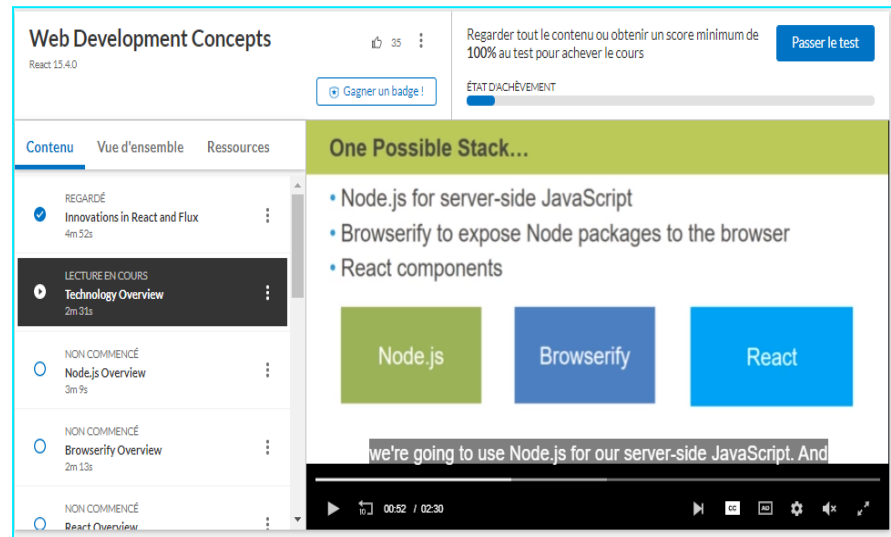 Web Development Concepts
35
React 15.4.0
Gagner un badge !
Regarder tout le contenu ou obtenir un score minimum de
100% au test pour achever le cours
Passer le test
ÉTAT D'ACHÈVEMENT
Contenu Vue d'ensemble Ressources
REGARDÉ
Innovations in React and Flux
4m 52s
LECTURE EN COURS
Technology Overview
2m 31s
NON COMMENCÉ
Node.js Overview
3m 9s
NON COMMENCÉ
Browserify Overview
2m 13s
NON COMMENCÉ
React Overview
One Possible Stack...
• Node.js for server-side JavaScript
• Browserify to expose Node packages to the browser
• React components
Node.js Browserify React
we're going to use Node.js for our server-side JavaScript. And
10 00:52 / 02:30 CC AD